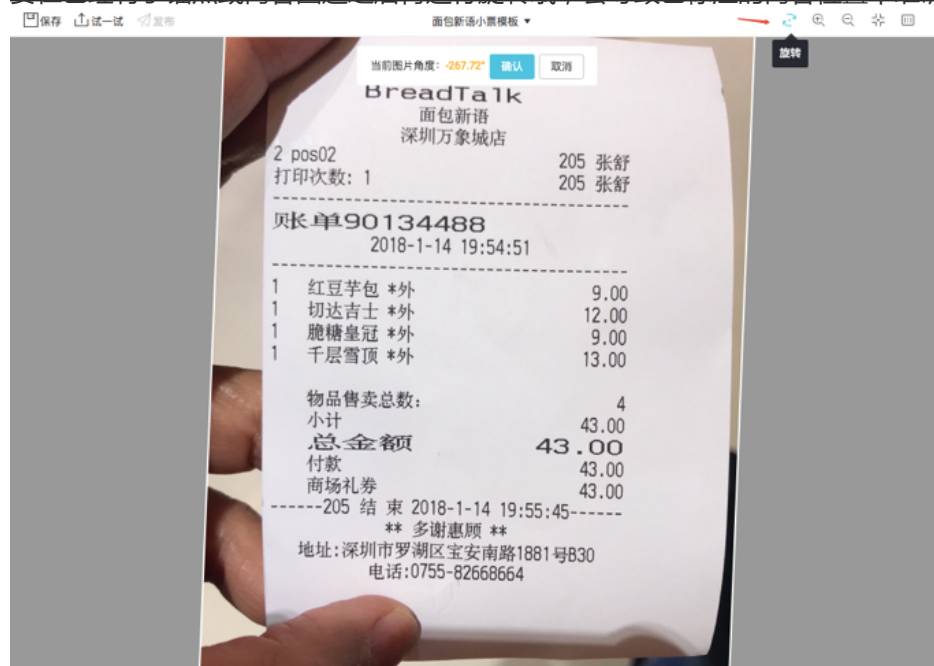 保存 试一试 发布 面包新语小票模板 ▼
旋转
当前图片角度: -267.72° 确认 取消
BreadTalk
面包新语
深圳万象城店
2 pos02 205 张舒
打印次数: 1 205 张舒
账单90134488
2018-1-14 19:54:51
1 红豆芋包 *外 9.00
1 切达吉士 *外 12.00
1 脆糖皇冠 *外 9.00
1 千层雪顶 *外 13.00
物品售卖总数: 4
小计 43.00
总金额 43.00
付款 43.00
商场礼券 43.00
------205 结 束 2018-1-14 19:55:45------
** 多谢惠顾 **
地址:深圳市罗湖区宝安南路1881号B30
电话:0755-82668664